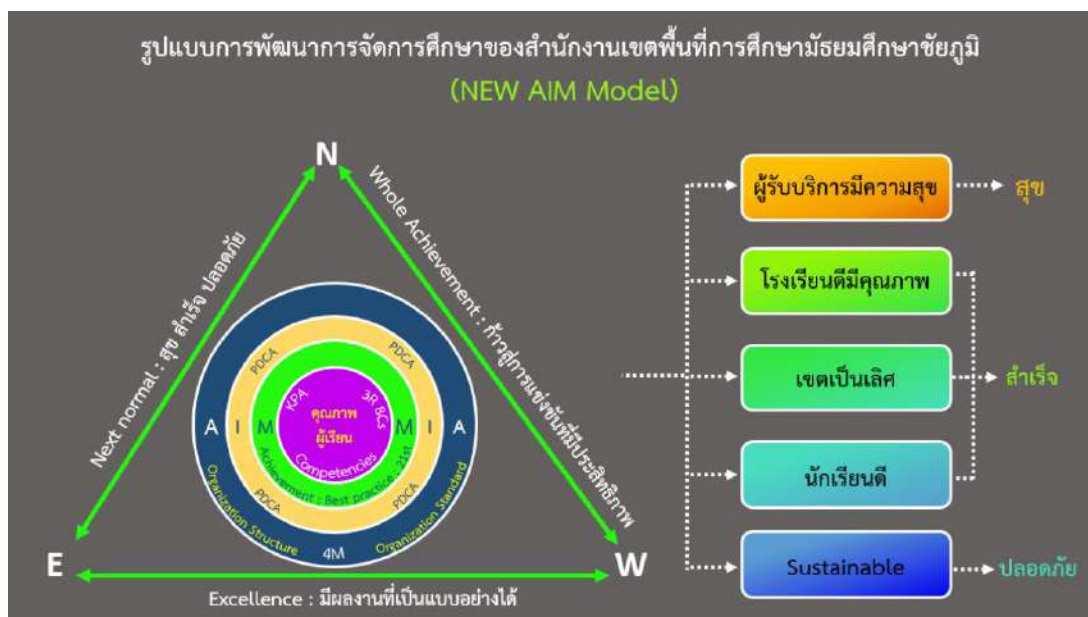 รูปแบบการพัฒนาการจัดการศึกษาของสำนักงานเขตพื้นที่การศึกษามัธยมศึกษาชัยภูมิ
(NEW AIM Model)
N
Next normal : สุข สำเร็จ ปลอดภัย
Whole Achievement : ก้าวสู่การแข่งขันที่มีประสิทธิภาพ
PDCA
PDCA
KPA
3R 8Cs
A I M
คุณภาพ
ผู้เรียน
M I A
Competencies
Achievement : Best practice : 21st
PDCA
PDCA
Organization Structure
4M
Organization Standard
E
W
Excellence : มีผลงานที่เป็นแบบอย่างได้
ผู้รับบริการมีความสุข
สุข
โรงเรียนดีมีคุณภาพ
เขตเป็นเลิศ
สำเร็จ
นักเรียนดี
Sustainable
ปลอดภัย